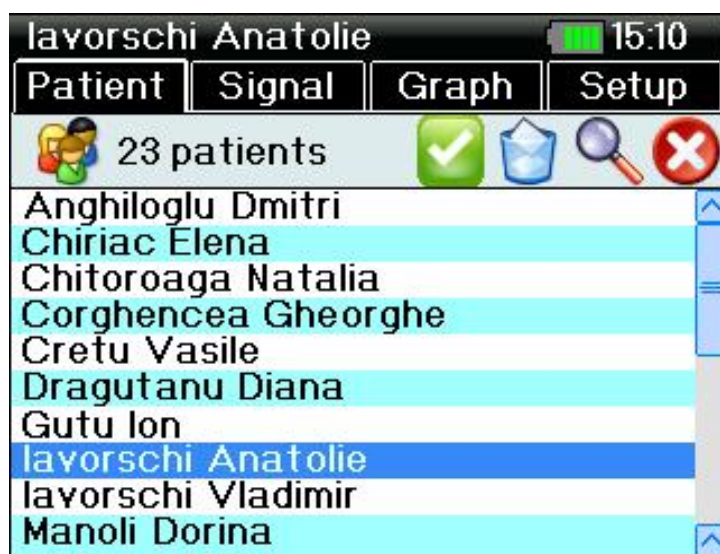 Iavorschi Anatolie 15:10
Patient Signal Graph Setup
23 patients
Anghiloglu Dmitri
Chiriac Elena
Chitoroaga Natalia
Corghencea Gheorghe
Cretu Vasile
Dragutanu Diana
Gutu Ion
Iavorschi Anatolie
Iavorschi Vladimir
Manoli Dorina